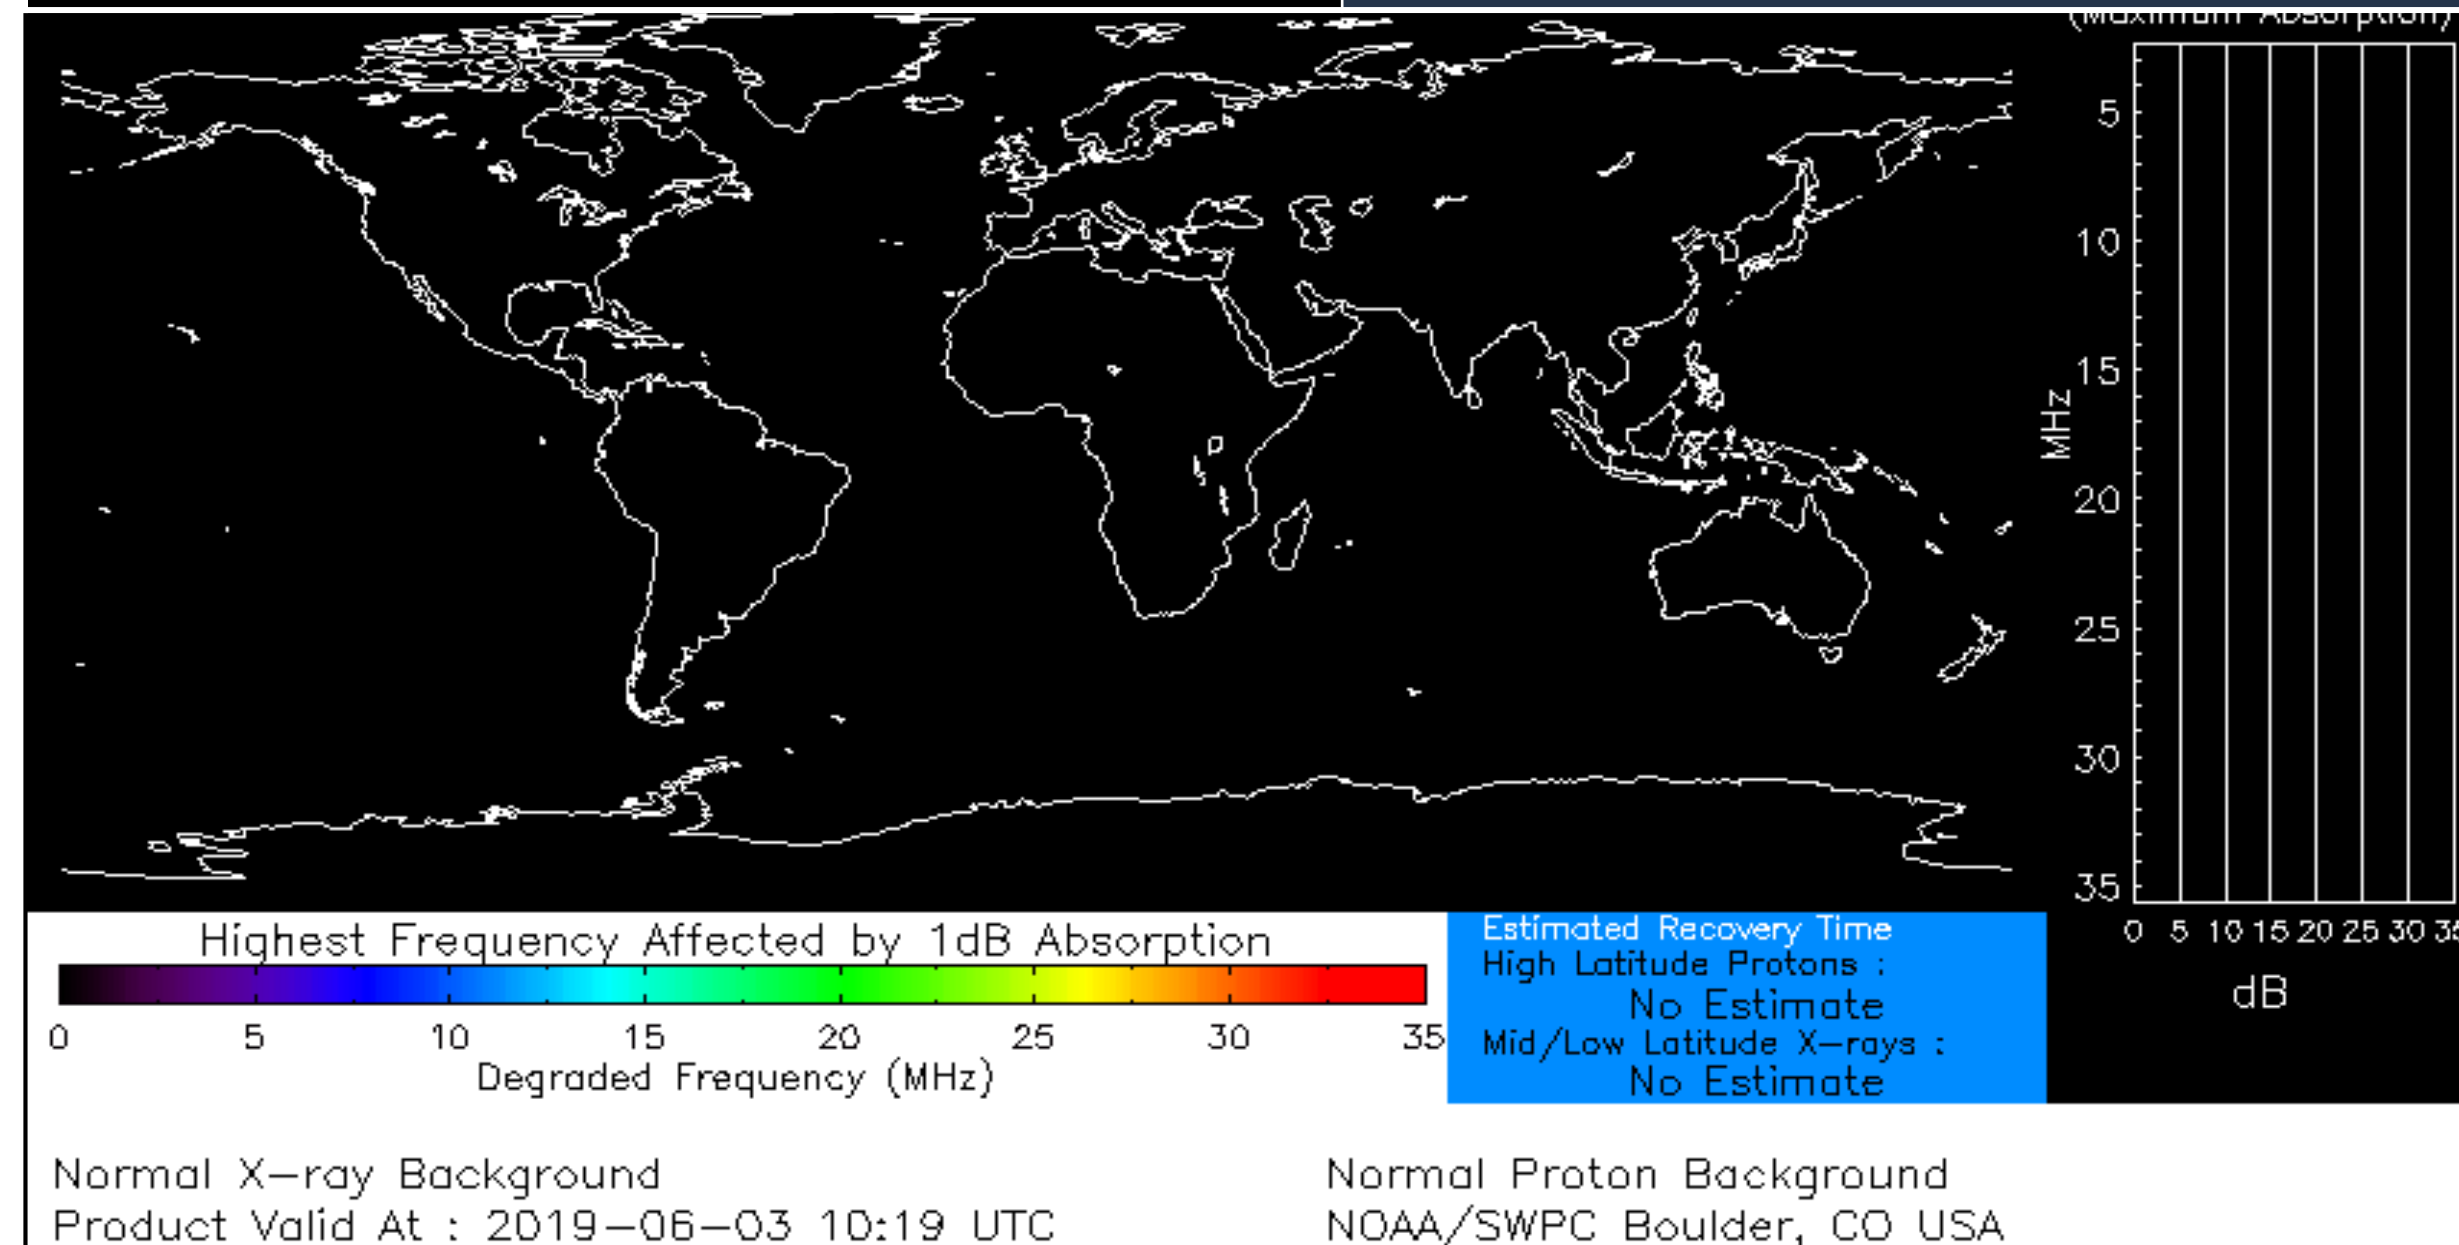 (Maximum Absorption)
5
10
15
20
25
30
35
MHz
0 5 10 15 20 25 30 35
dB
Highest Frequency Affected by 1dB Absorption
0 5 10 15 20 25 30 35
Degraded Frequency (MHz)
Estimated Recovery Time
High Latitude Protons :
No Estimate
Mid/Low Latitude X-rays :
No Estimate
Normal X-ray Background
Product Valid At : 2019-06-03 10:19 UTC
Normal Proton Background
NOAA/SWPC Boulder, CO USA